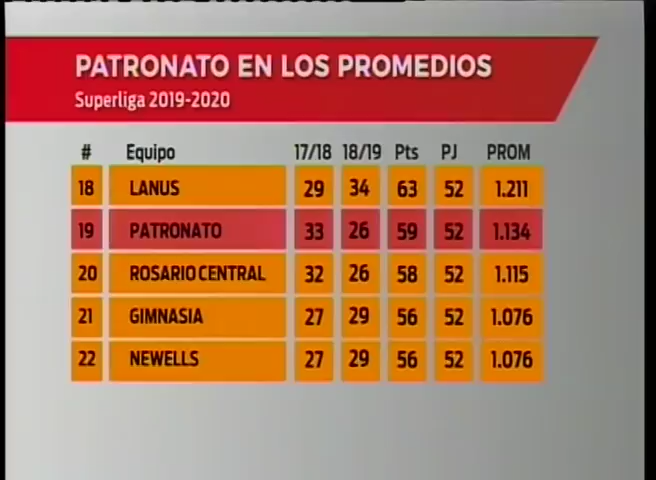 PATRONATO EN LOS PROMEDIOS
Superliga 2019-2020
# Equipo 17/18 18/19 Pts PJ PROM
18 LANUS 29 34 63 52 1.211
19 PATRONATO 33 26 59 52 1.134
20 ROSARIO CENTRAL 32 26 58 52 1.115
21 GIMNASIA 27 29 56 52 1.076
22 NEWELLS 27 29 56 52 1.076